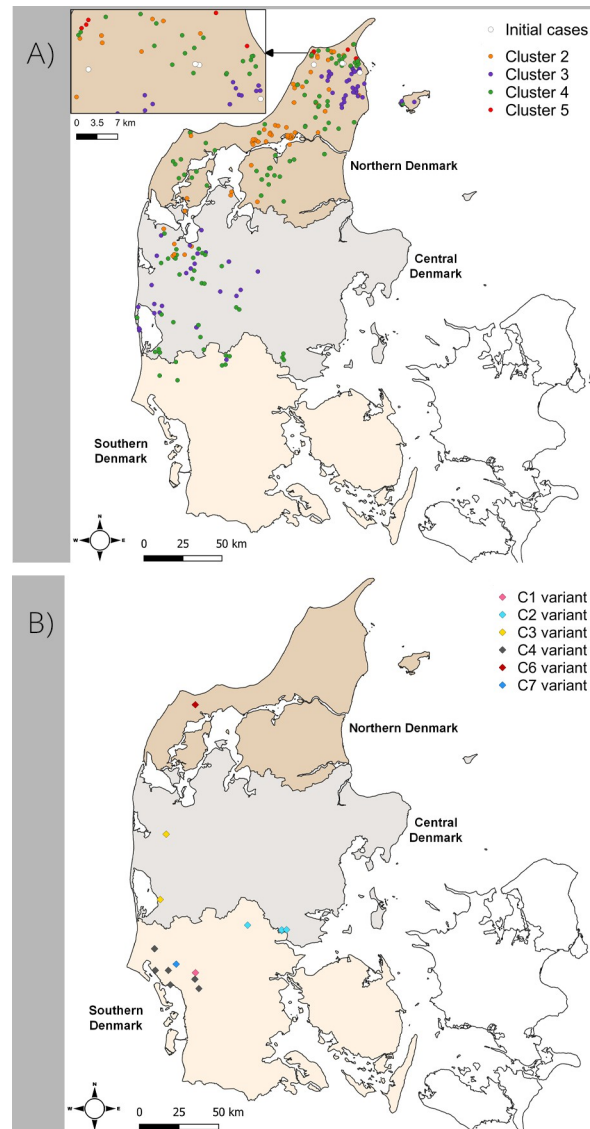 A)
0 3.5 7 km
Initial cases
Cluster 2
Cluster 3
Cluster 4
Cluster 5
Northern Denmark
Central
Denmark
Southern
Denmark
N
W E
S
0 25 50 km
B)
C1 variant
C2 variant
C3 variant
C4 variant
C6 variant
C7 variant
Northern Denmark
Central
Denmark
Southern
Denmark
N
W E
S
0 25 50 km